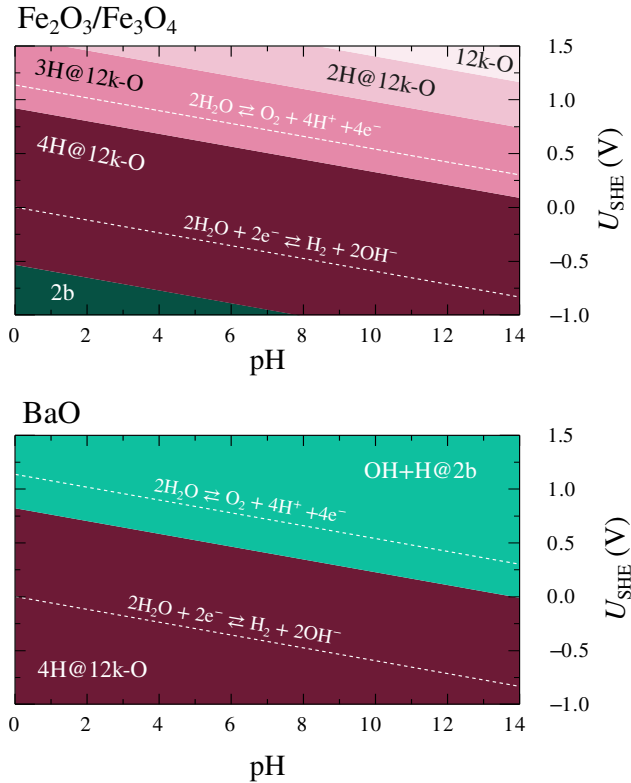 Fe₂O₃/Fe₃O₄
12k-O
3H@12k-O
2H@12k-O
2H₂O ⇄ O₂ + 4H⁺ +4e⁻
4H@12k-O
2H₂O + 2e⁻ ⇄ H₂ + 2OH⁻
2b
1.5
1.0
0.5
0.0
−0.5
−1.0
U_SHE (V)
0 2 4 6 8 10 12 14
pH
BaO
OH+H@2b
2H₂O ⇄ O₂ + 4H⁺ +4e⁻
2H₂O + 2e⁻ ⇄ H₂ + 2OH⁻
4H@12k-O
1.5
1.0
0.5
0.0
−0.5
−1.0
U_SHE (V)
0 2 4 6 8 10 12 14
pH